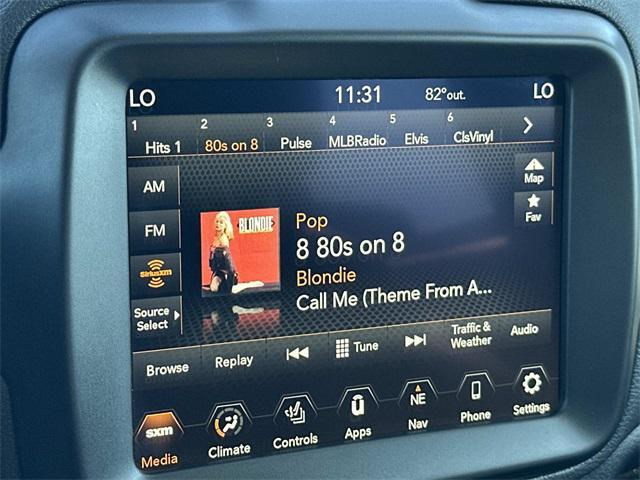 LO 11:31 82°out. LO
1 2 3 4 5 6
Hits 1 80s on 8 Pulse MLBRadio Elvis ClsVinyl
AM
Map
FM
Fav
SiriusXM
BLONDIE
Pop
8 80s on 8
Blondie
Call Me (Theme From A...
Source
Select
Browse Replay Tune Traffic &
Weather Audio
NE
sxm
Media Climate Controls Apps Nav Phone Settings